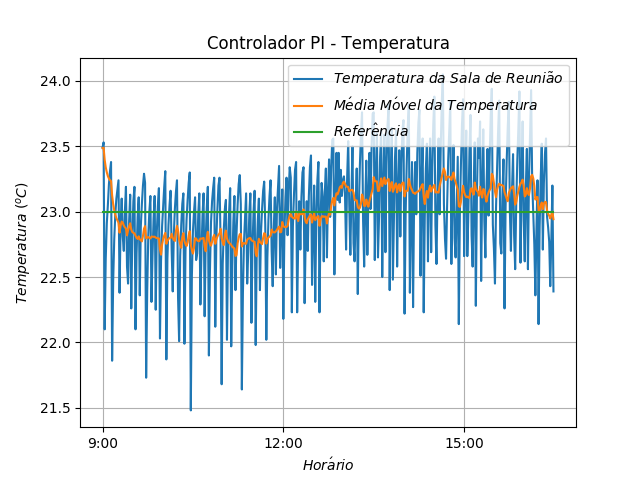 Controlador PI - Temperatura
Temperatura da Sala de Reunião
Média Móvel da Temperatura
Referência
24.0
23.5
23.0
22.5
22.0
21.5
Temperatura (ºC)
9:00
12:00
15:00
Horário